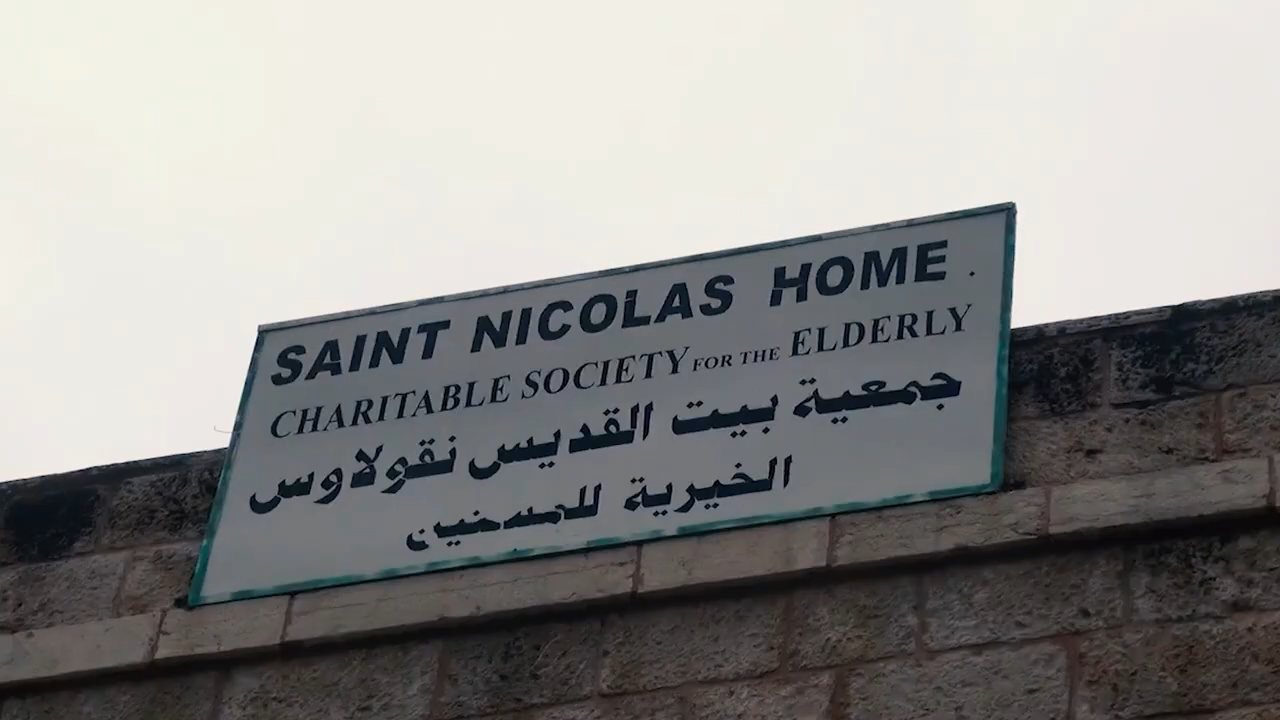 SAINT NICOLAS HOME
CHARITABLE SOCIETY FOR THE ELDERLY
جمعية بيت القديس نقولاوس
الخيرية للمسنين